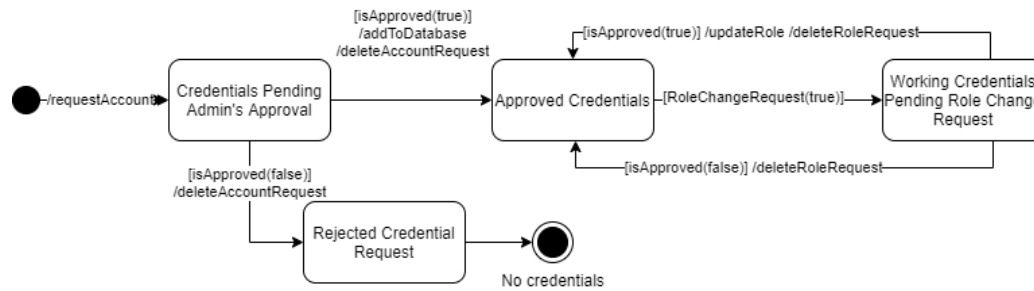 [isApproved(true)]
/addToDatabase
/deleteAccountRequest
[isApproved(true)] /updateRole /deleteRoleRequest
/requestAccount
Credentials Pending
Admin's Approval
Approved Credentials
[RoleChangeRequest(true)]
Working Credentials
Pending Role Change
Request
[isApproved(false)]
/deleteAccountRequest
[isApproved(false)] /deleteRoleRequest
Rejected Credential
Request
No credentials